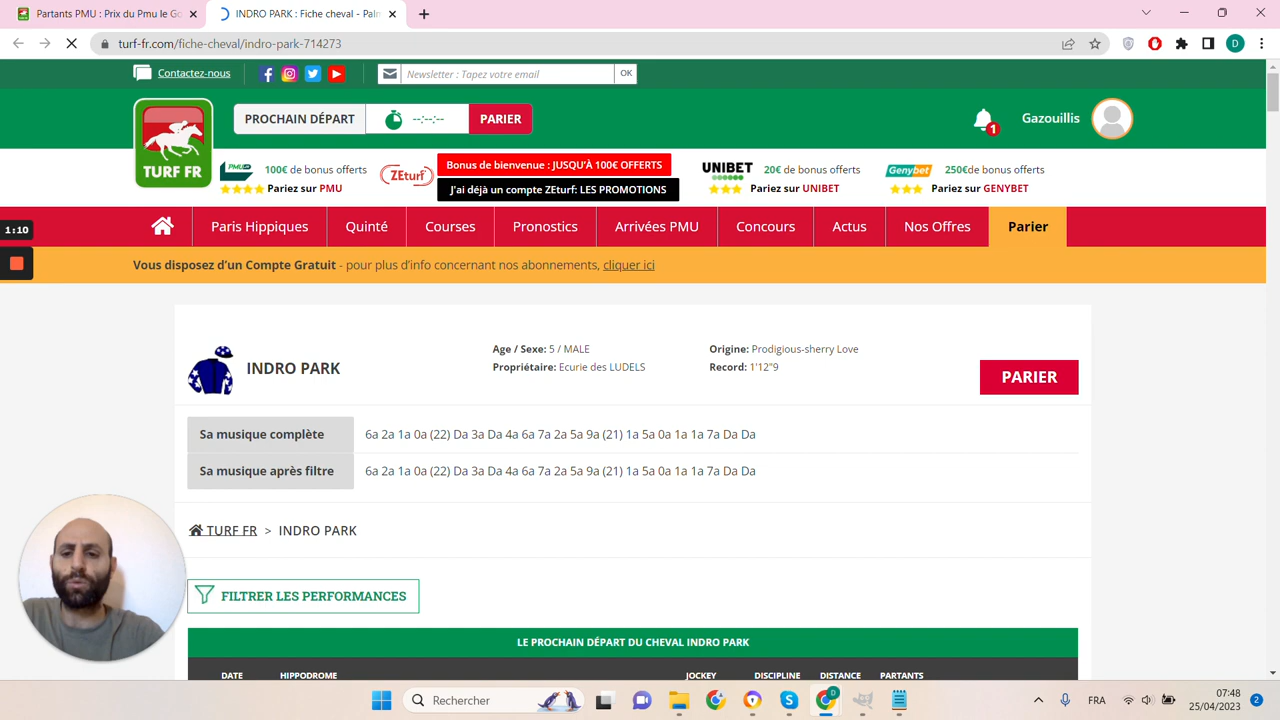 Partants PMU : Prix du Pmu le Go
INDRO PARK : Fiche cheval - Palm
turf-fr.com/fiche-cheval/indro-park-714273
D
Contactez-nous
Newsletter : Tapez votre email
OK
TURF FR
PROCHAIN DÉPART
--:--:--
PARIER
1
Gazouillis
PMU
100€ de bonus offerts
Pariez sur PMU
ZEturf
Bonus de bienvenue : JUSQU'À 100€ OFFERTS
J'ai déjà un compte ZEturf: LES PROMOTIONS
UNIBET
20€ de bonus offerts
Pariez sur UNIBET
Genybet
250€de bonus offerts
Pariez sur GENYBET
1:10
Paris Hippiques
Quinté
Courses
Pronostics
Arrivées PMU
Concours
Actus
Nos Offres
Parier
Vous disposez d'un Compte Gratuit - pour plus d'info concernant nos abonnements, cliquer ici
INDRO PARK
Age / Sexe: 5 / MALE
Propriétaire: Ecurie des LUDELS
Origine: Prodigious-sherry Love
Record: 1'12"9
PARIER
Sa musique complète
6a 2a 1a 0a (22) Da 3a Da 4a 6a 7a 2a 5a 9a (21) 1a 5a 0a 1a 1a 7a Da Da
Sa musique après filtre
6a 2a 1a 0a (22) Da 3a Da 4a 6a 7a 2a 5a 9a (21) 1a 5a 0a 1a 1a 7a Da Da
TURF FR > INDRO PARK
FILTRER LES PERFORMANCES
LE PROCHAIN DÉPART DU CHEVAL INDRO PARK
DATE HIPPODROME JOCKEY DISCIPLINE DISTANCE PARTANTS
Rechercher
D
FRA
07:48
25/04/2023
2